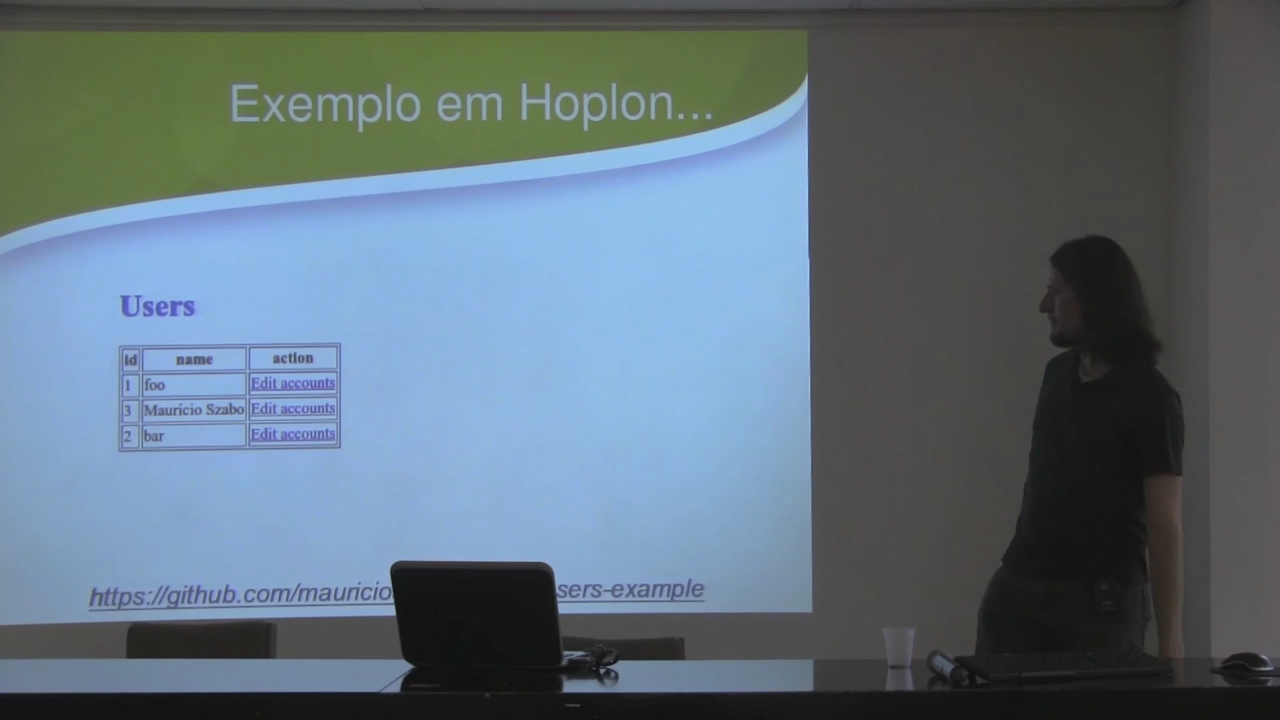 Exemplo em Hoplon...
Users
id name action
1 foo Edit accounts
3 Maurício Szabo Edit accounts
2 bar Edit accounts
https://github.com/mauricio sers-example